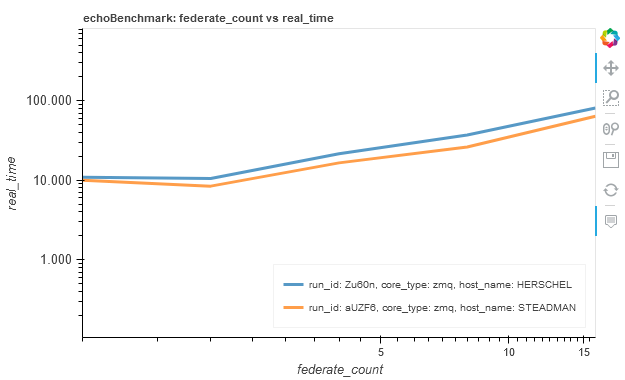 echoBenchmark: federate_count vs real_time
100.000
10.000
1.000
real_time
run_id: Zu60n, core_type: zmq, host_name: HERSCHEL
run_id: aUZF6, core_type: zmq, host_name: STEADMAN
5
10
15
federate_count